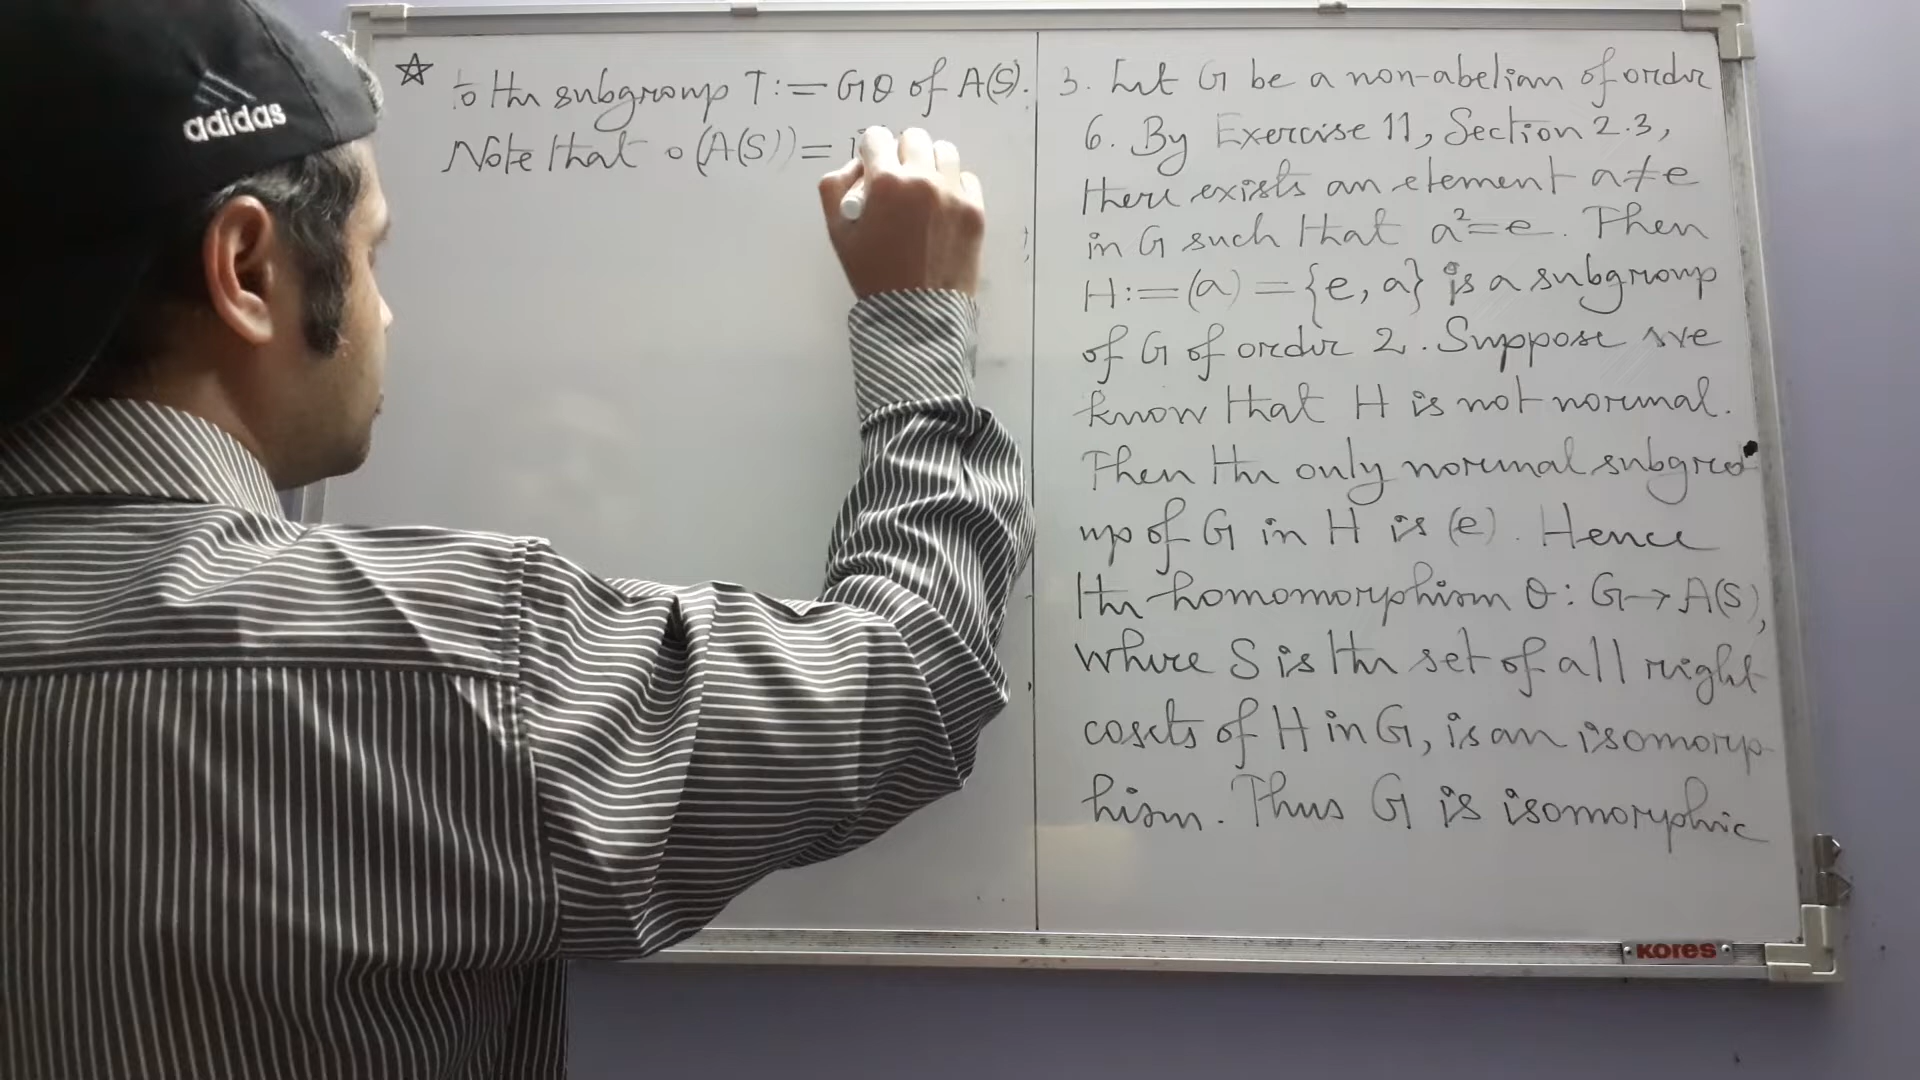 3. Let G be a non-abelian of order
6. By Exercise 11, Section 2.3,
there exists an element a≠e
in G such that a²=e. Then
H:=(a)={e, a} is a subgroup
of G of order 2. Suppose we
know that H is not normal.
Then the only normal subgro
up of G in H is (e). Hence
the homomorphism θ: G→A(S),
where S is the set of all right
cosets of H in G, is an isomorp
hism. Thus G is isomorphic
☆ to the subgroup T:=Gθ of A(S).
Note that o(A(S))=
adidas
KORES